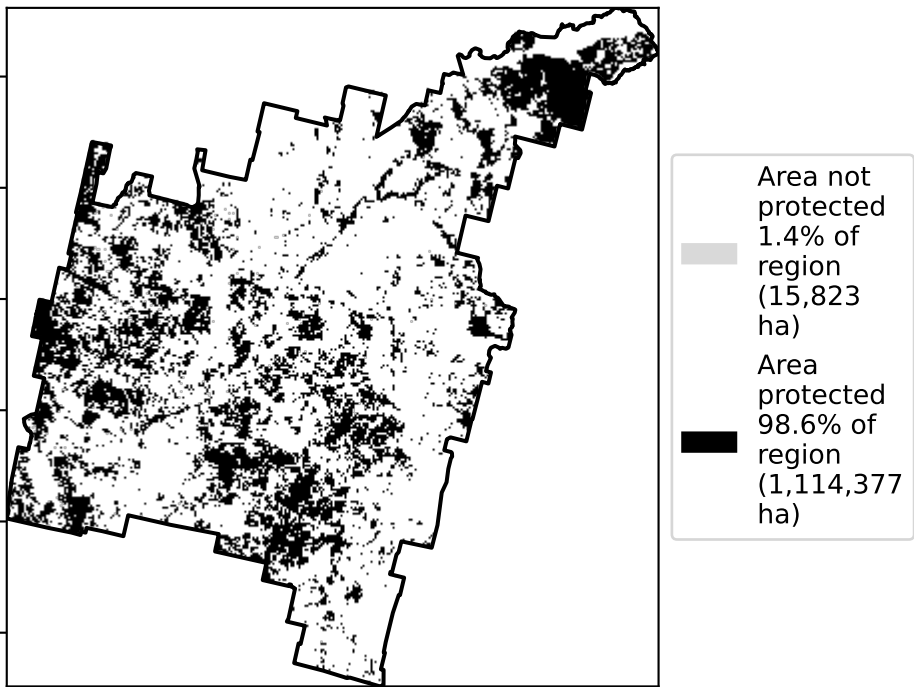 Area not
protected
1.4% of
region
(15,823
ha)
Area
protected
98.6% of
region
(1,114,377
ha)